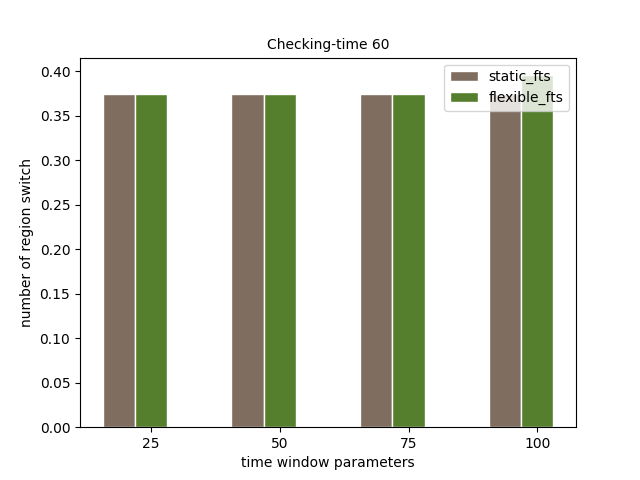 Checking-time 60
static_fts
flexible_fts
0.40
0.35
0.30
0.25
0.20
0.15
0.10
0.05
0.00
number of region switch
25 50 75 100
time window parameters